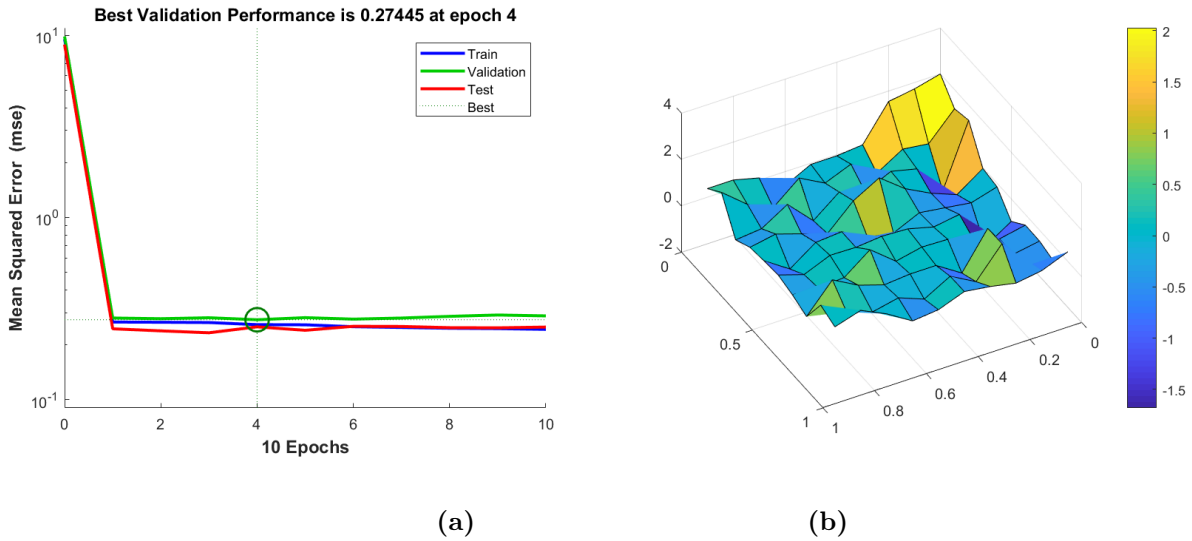 Best Validation Performance is 0.27445 at epoch 4
10^1
10^0
10^-1
Mean Squared Error (mse)
Train
Validation
Test
Best
0 2 4 6 8 10
10 Epochs
(a)
4
2
0
-2
0
0.5
1
1
0.8
0.6
0.4
0.2
0
2
1.5
1
0.5
0
-0.5
-1
-1.5
(b)